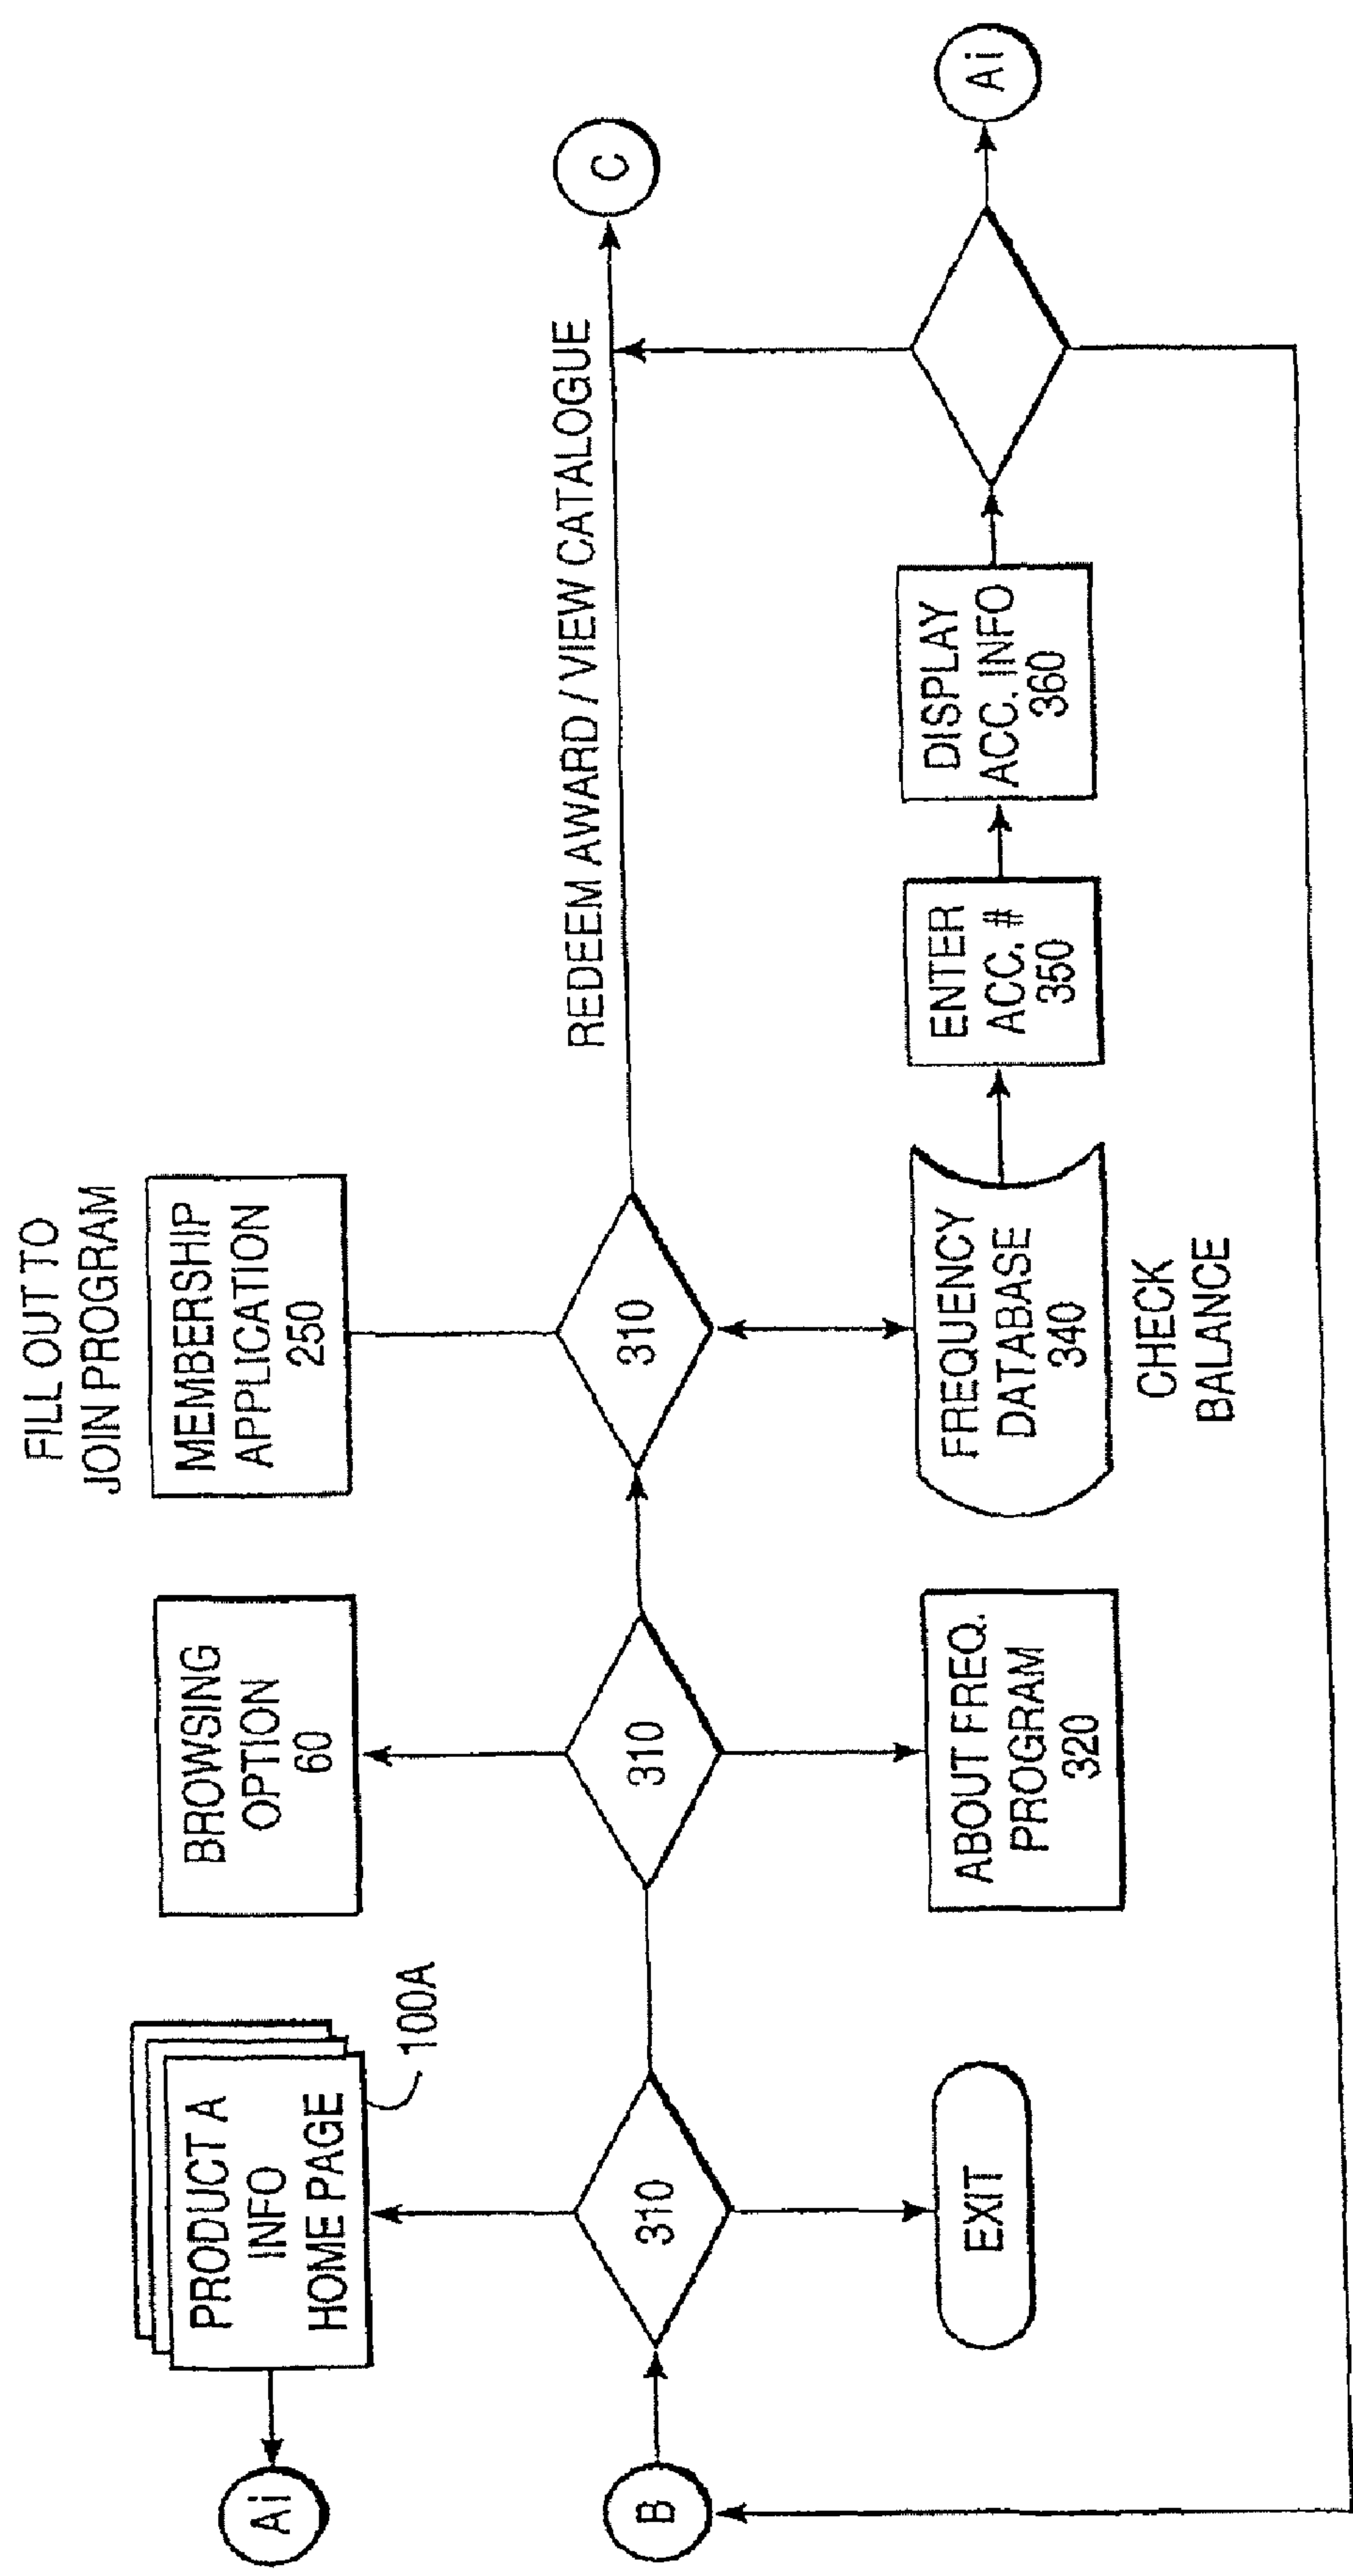 FILL OUT TO
JOIN PROGRAM
PRODUCT A
INFO
HOME PAGE
100A
BROWSING
OPTION
60
MEMBERSHIP
APPLICATION
250
Ai
B
310
310
310
REDEEM AWARD / VIEW CATALOGUE
C
EXIT
ABOUT FREQ.
PROGRAM
320
FREQUENCY
DATABASE
340
CHECK
BALANCE
ENTER
ACC. #
350
DISPLAY
ACC. INFO
360
Ai